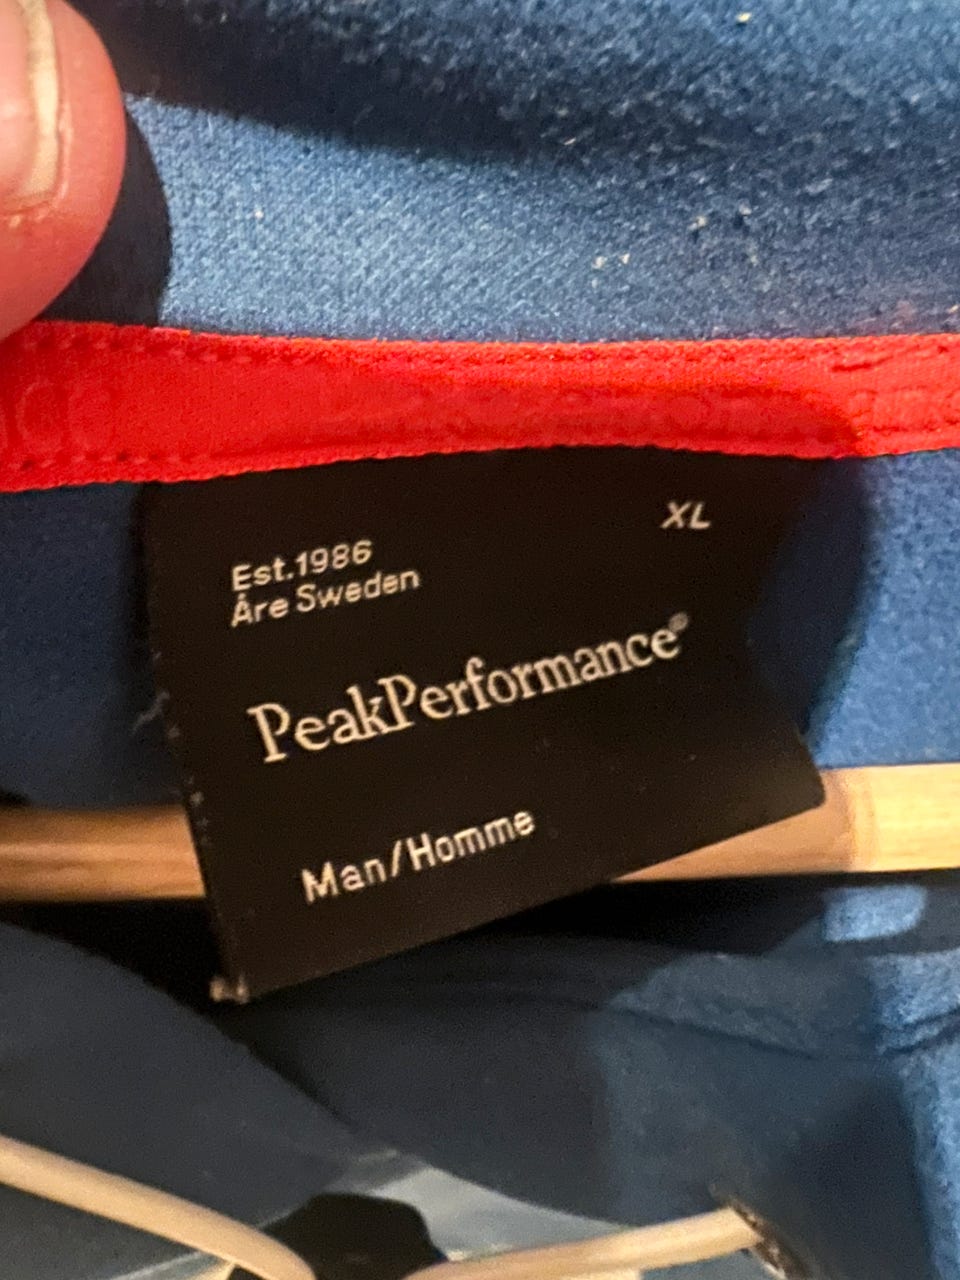 XL
Est.1986
Åre Sweden
PeakPerformance®
Man/Homme